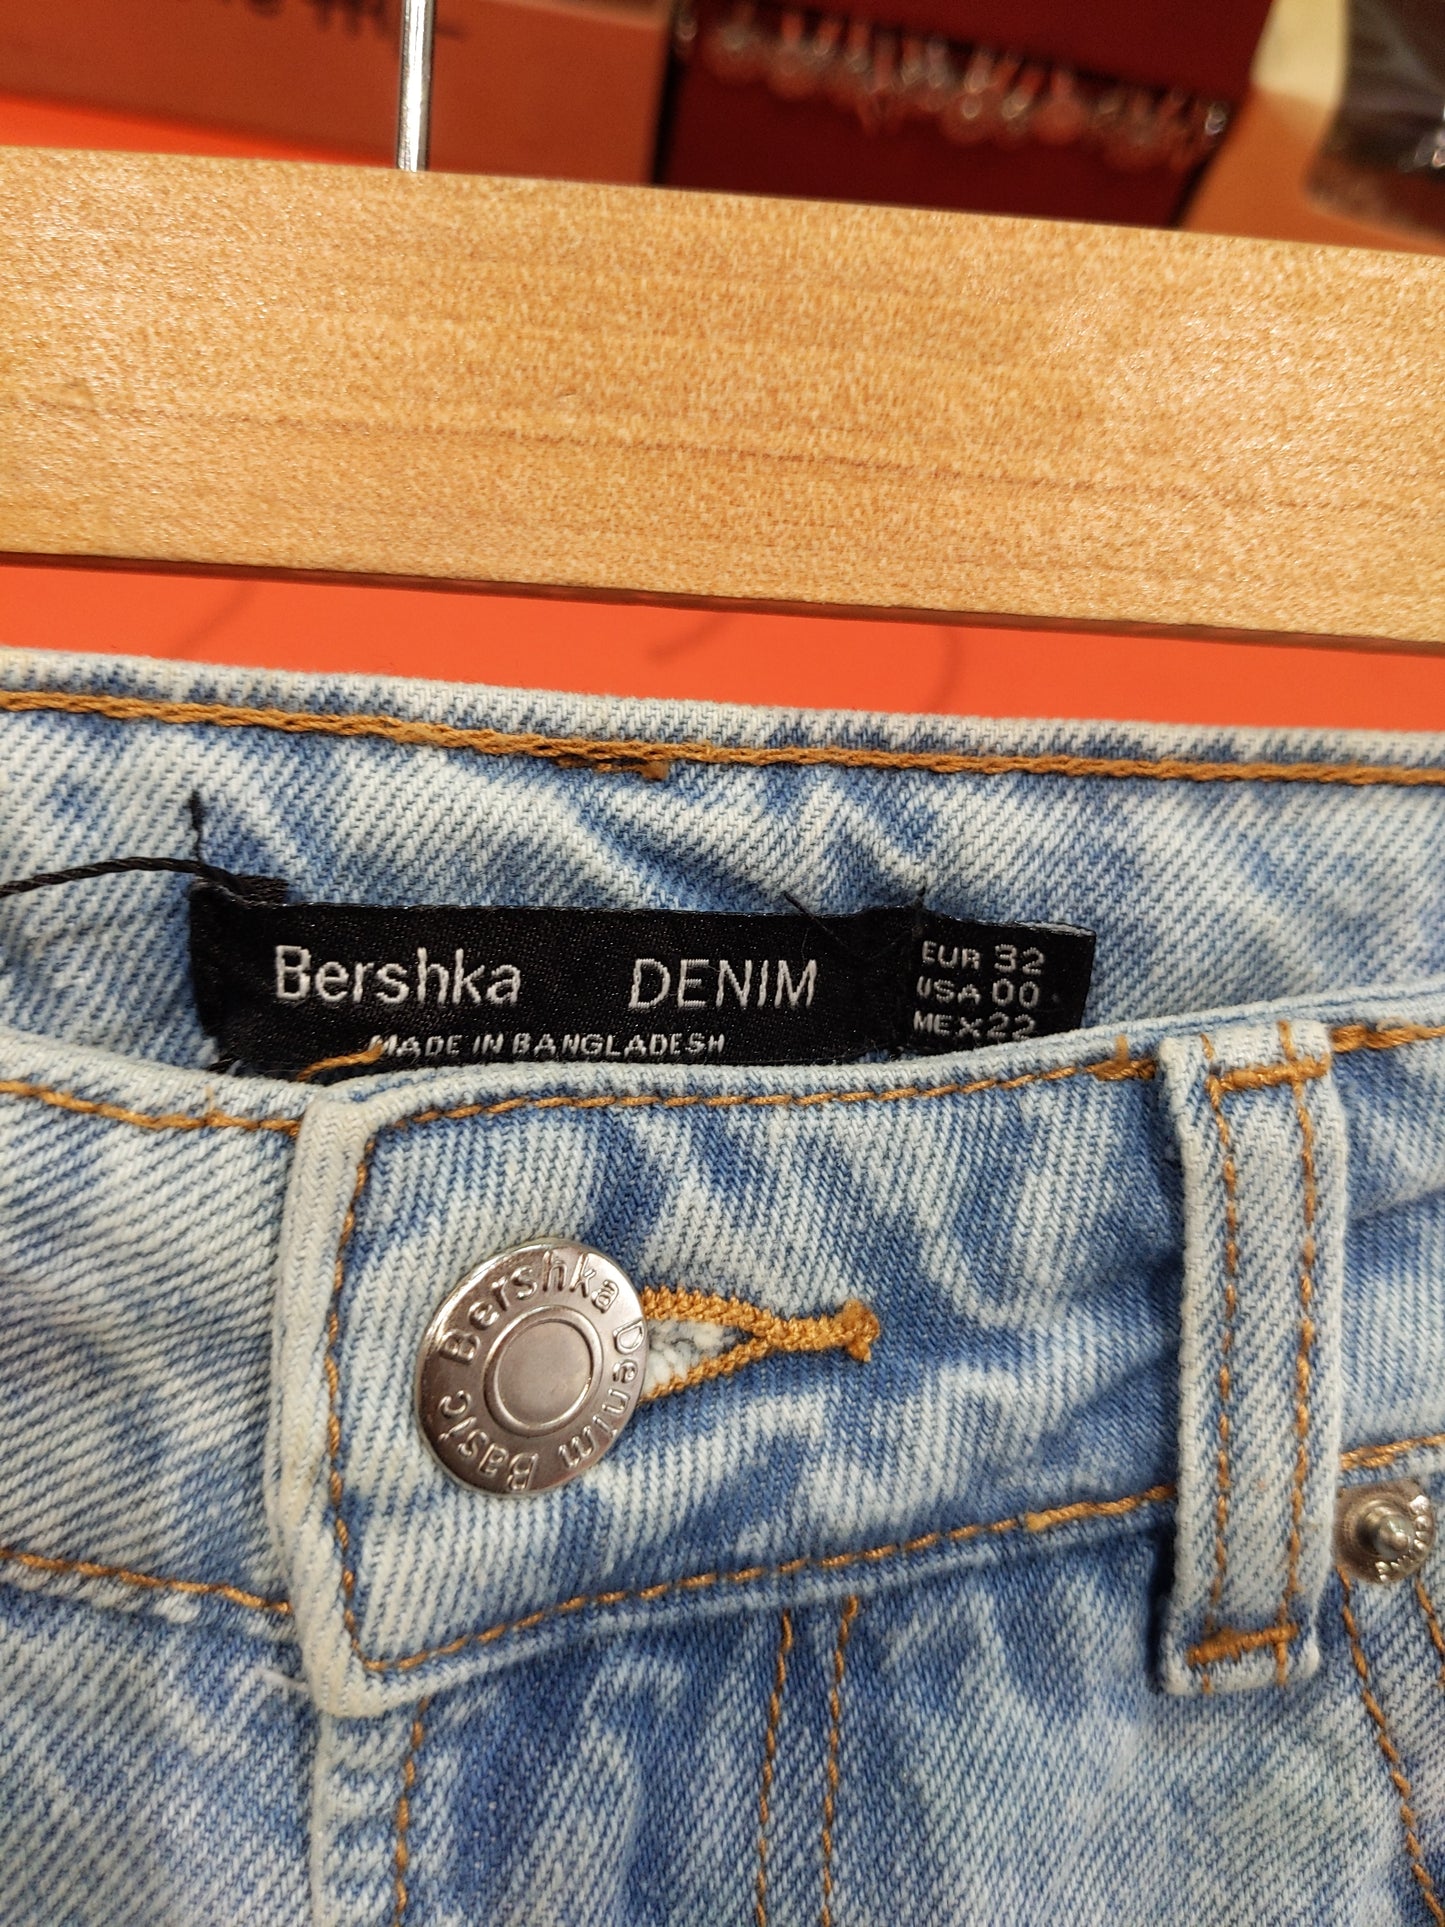 Bershka DENIM
MADE IN BANGLADESH
EUR 32
USA 00
MEX 22
Bershka Denim Basic